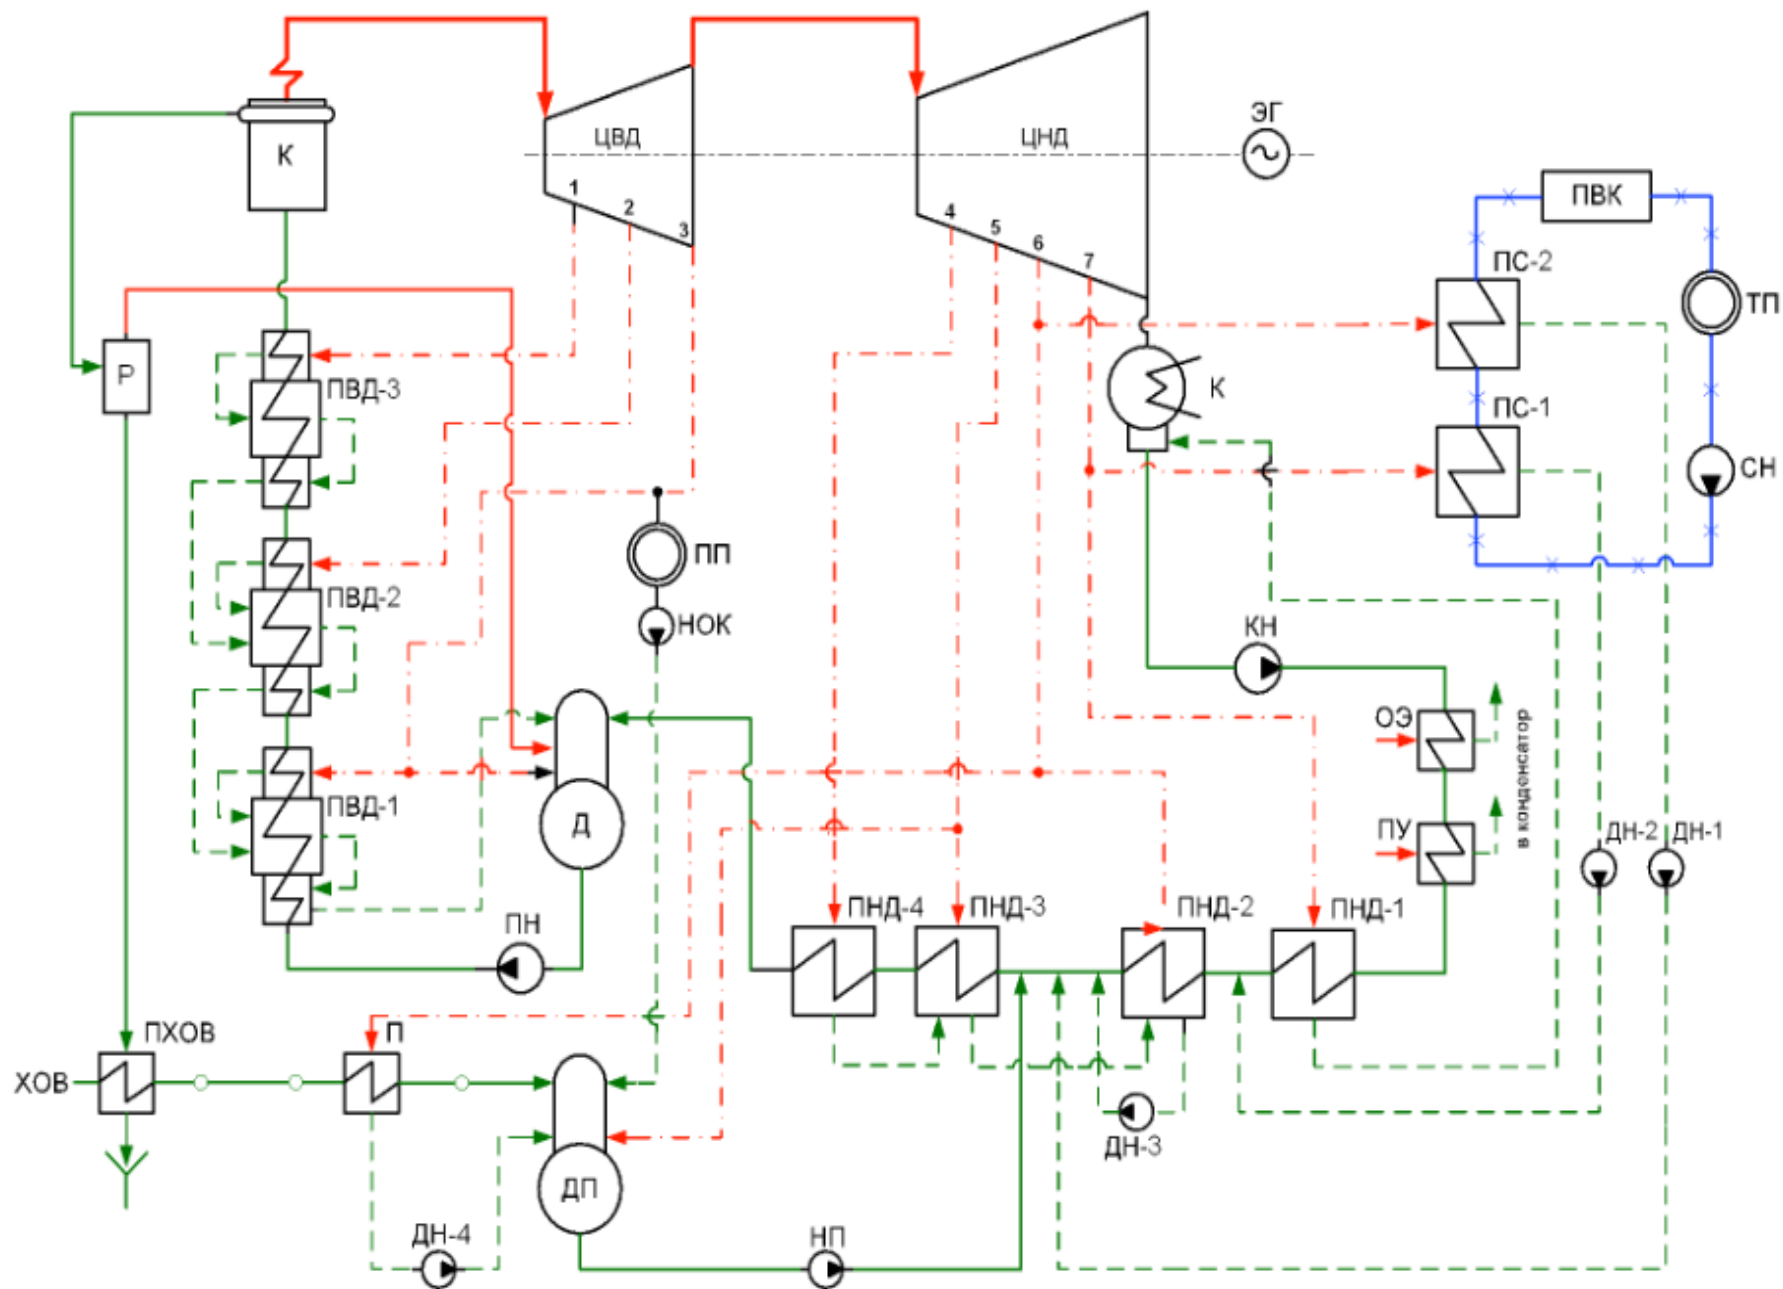 ЭГ
ЦВД
ЦНД
К
ПВК
1
2
3
4
5
6
7
ПС-2
ТП
Р
ПВД-3
К
ПС-1
СН
ПП
ПВД-2
НОК
КН
ОЭ
в конденсатор
ПВД-1
Д
ПУ
ДН-2
ДН-1
ПН
ПНД-4
ПНД-3
ПНД-2
ПНД-1
ПХОВ
П
ХОВ
ДН-3
ДП
ДН-4
НП